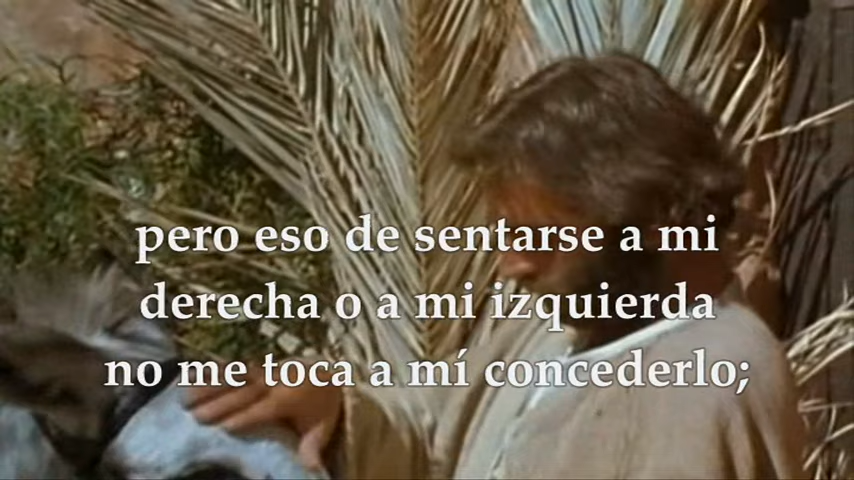 pero eso de sentarse a mi
derecha o a mi izquierda
no me toca a mí concederlo;